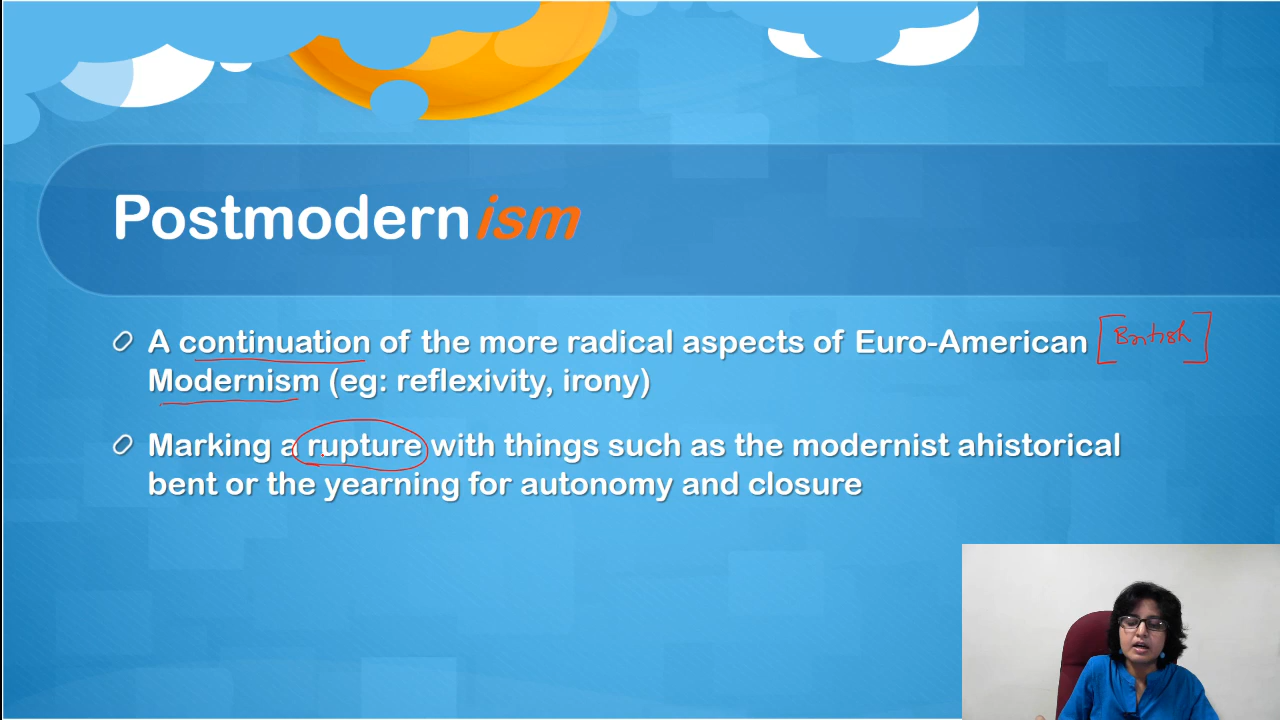 Postmodernism
A continuation of the more radical aspects of Euro-American [British]
Modernism (eg: reflexivity, irony)
Marking a rupture with things such as the modernist ahistorical
bent or the yearning for autonomy and closure